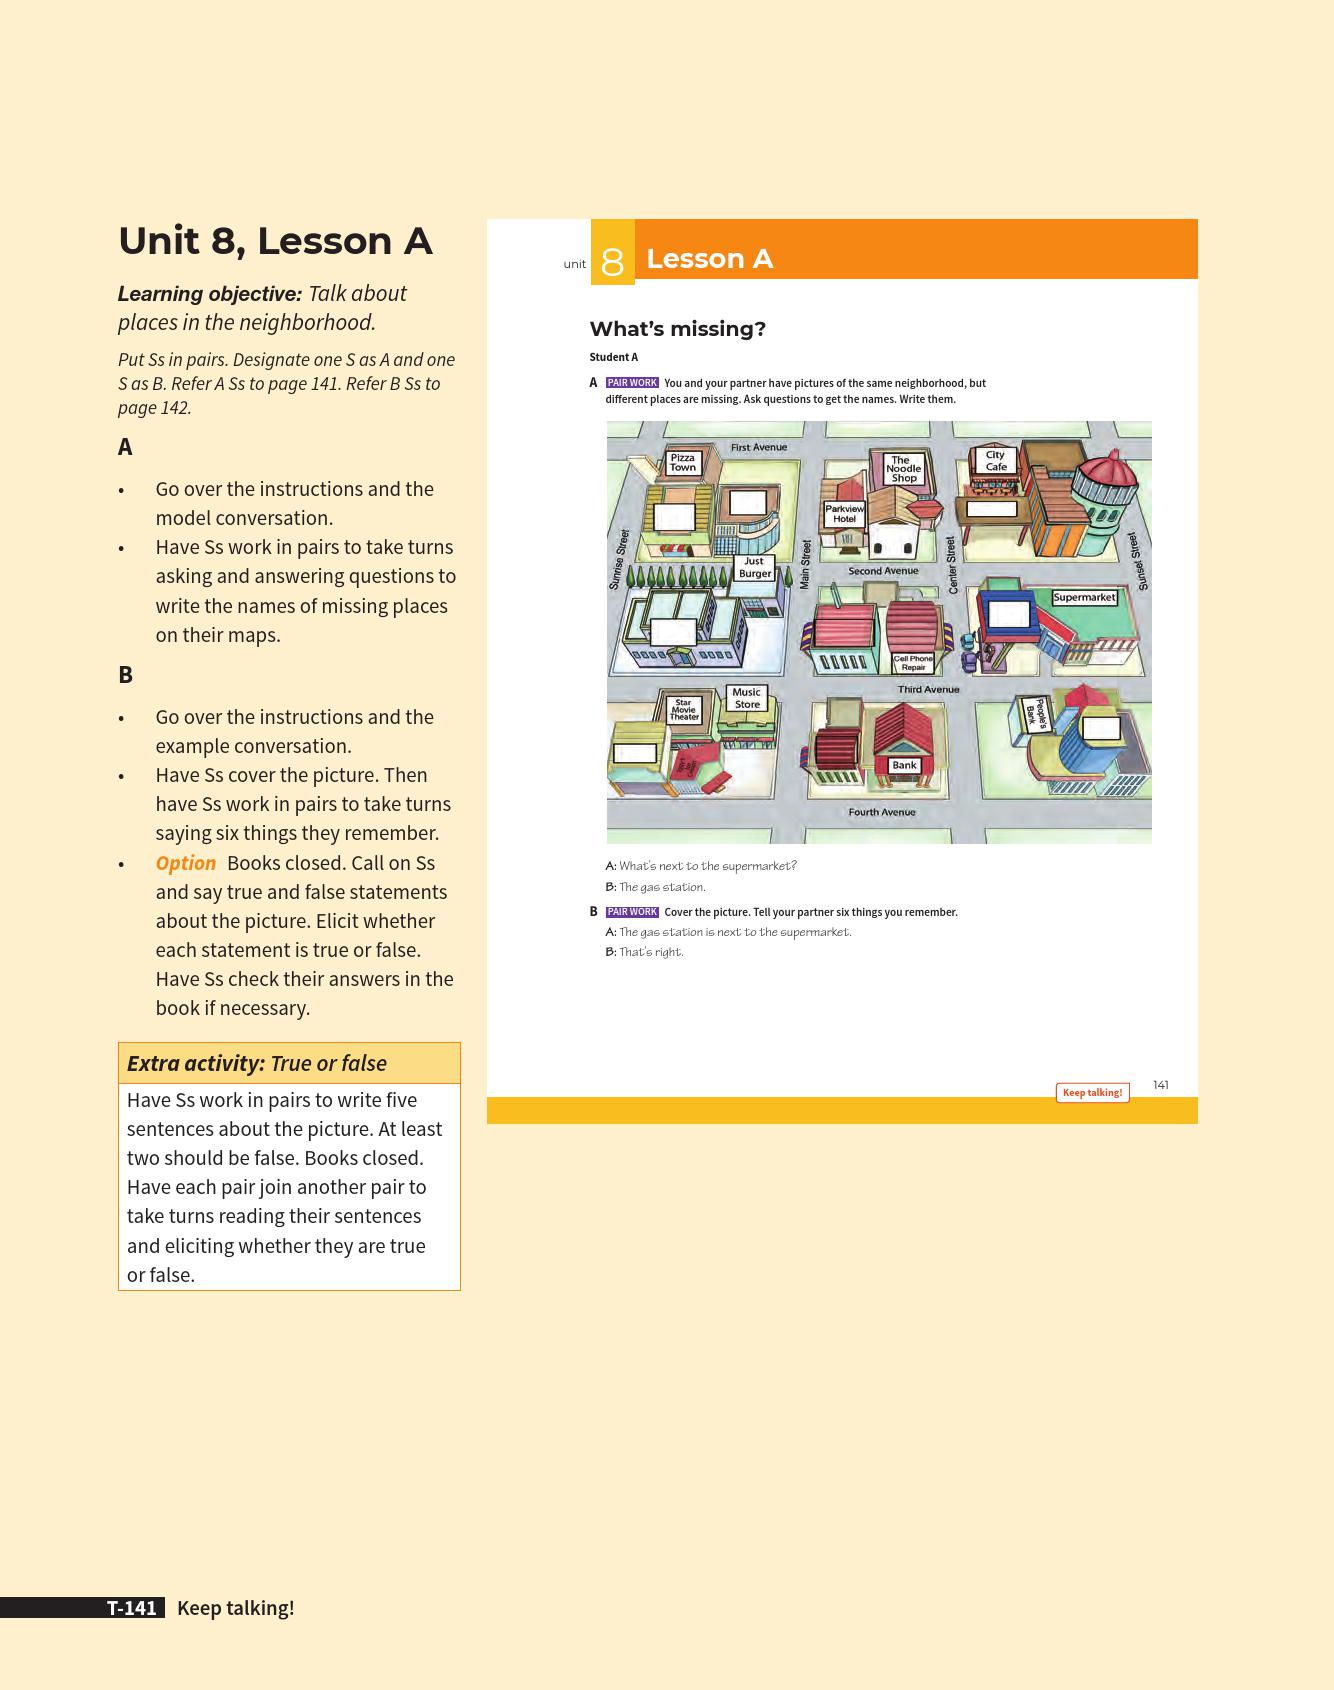 Unit 8, Lesson A
Learning objective: Talk about
places in the neighborhood.
Put Ss in pairs. Designate one S as A and one
S as B. Refer A Ss to page 141. Refer B Ss to
page 142.
A
• Go over the instructions and the
model conversation.
• Have Ss work in pairs to take turns
asking and answering questions to
write the names of missing places
on their maps.
B
• Go over the instructions and the
example conversation.
• Have Ss cover the picture. Then
have Ss work in pairs to take turns
saying six things they remember.
• Option Books closed. Call on Ss
and say true and false statements
about the picture. Elicit whether
each statement is true or false.
Have Ss check their answers in the
book if necessary.
Extra activity: True or false
Have Ss work in pairs to write five
sentences about the picture. At least
two should be false. Books closed.
Have each pair join another pair to
take turns reading their sentences
and eliciting whether they are true
or false.
unit 8 Lesson A
What's missing?
Student A
A PAIR WORK You and your partner have pictures of the same neighborhood, but
different places are missing. Ask questions to get the names. Write them.
First Avenue
Pizza
Town
The
Noodle
Shop
City
Cafe
Parkview
Hotel
Sunrise Street
Main Street
Center Street
Sunset Street
Just
Burger
Second Avenue
Supermarket
Cell Phone
Repair
Third Avenue
Star
Movie
Theater
Music
Store
People's
Bank
Bank
Fourth Avenue
A: What's next to the supermarket?
B: The gas station.
B PAIR WORK Cover the picture. Tell your partner six things you remember.
A: The gas station is next to the supermarket.
B: That's right.
Keep talking!
141
T-141 Keep talking!